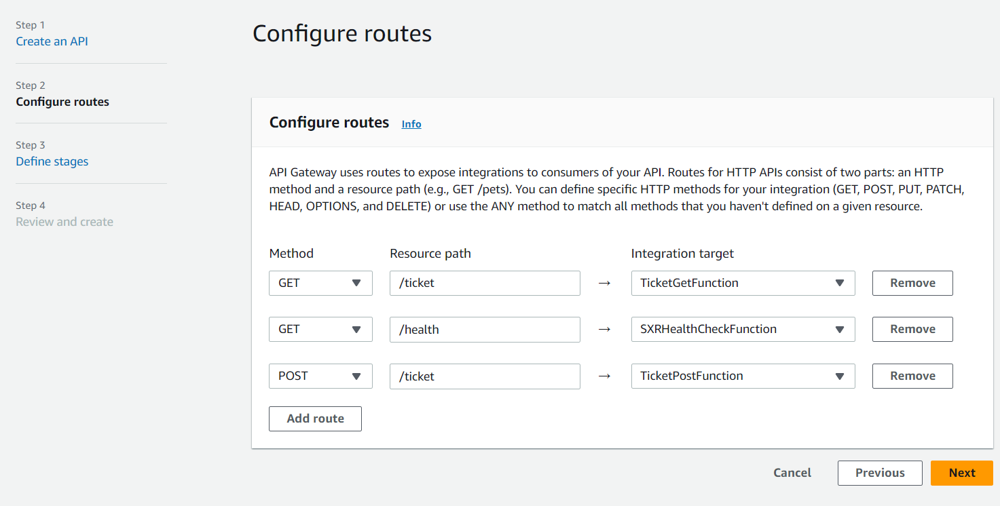 Step 1
Create an API
Step 2
Configure routes
Step 3
Define stages
Step 4
Review and create
Configure routes
Configure routes Info
API Gateway uses routes to expose integrations to consumers of your API. Routes for HTTP APIs consist of two parts: an HTTP
method and a resource path (e.g., GET /pets). You can define specific HTTP methods for your integration (GET, POST, PUT, PATCH,
HEAD, OPTIONS, and DELETE) or use the ANY method to match all methods that you haven't defined on a given resource.
Method Resource path Integration target
GET /ticket → TicketGetFunction Remove
GET /health → SXRHealthCheckFunction Remove
POST /ticket → TicketPostFunction Remove
Add route
Cancel Previous Next